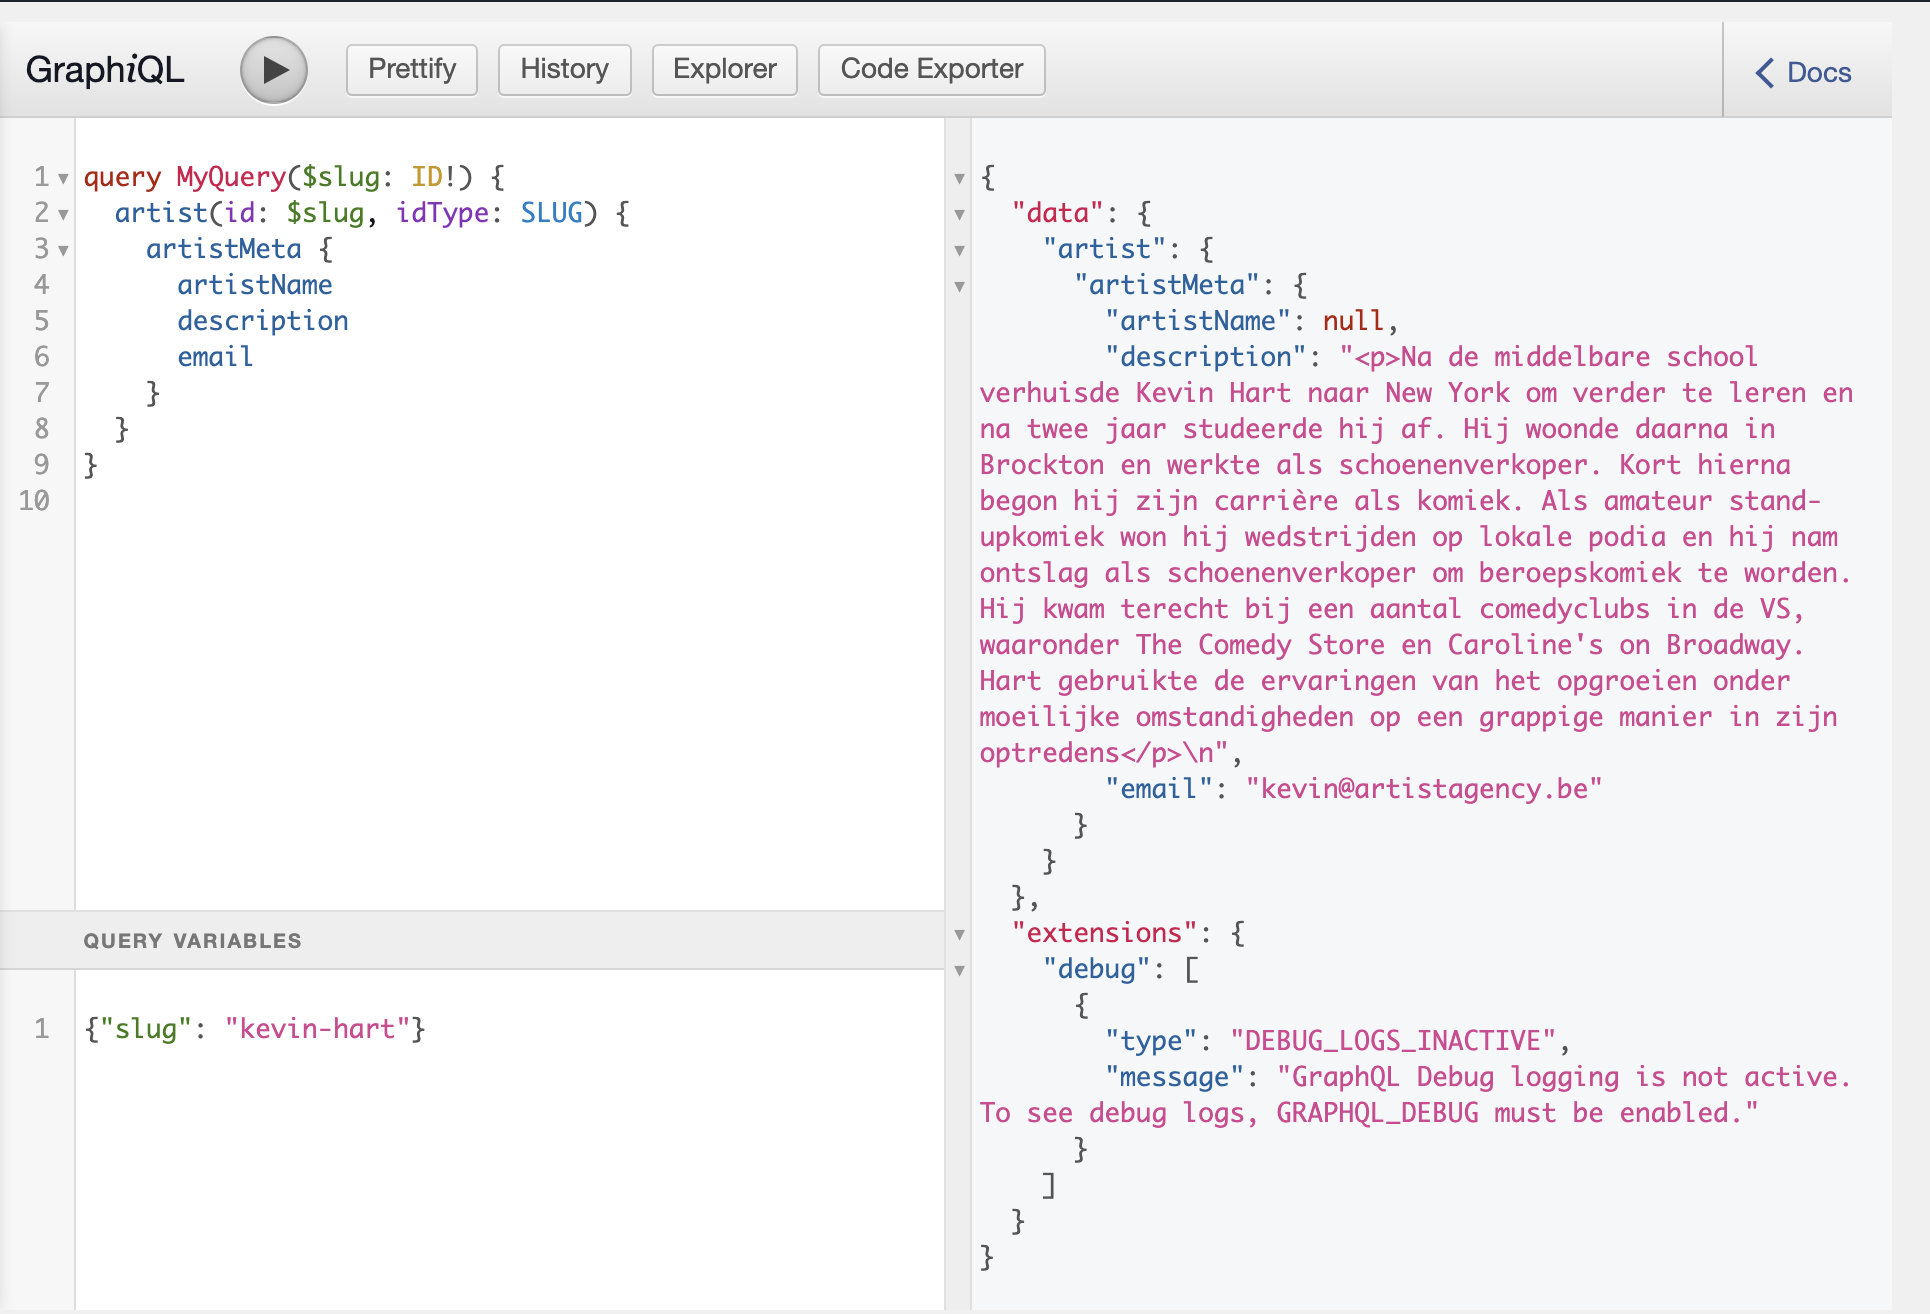 GraphiQL
Prettify
History
Explorer
Code Exporter
Docs
1 query MyQuery($slug: ID!) {
2 artist(id: $slug, idType: SLUG) {
3 artistMeta {
4 artistName
5 description
6 email
7 }
8 }
9 }
10
QUERY VARIABLES
1 {"slug": "kevin-hart"}
{
"data": {
"artist": {
"artistMeta": {
"artistName": null,
"description": "<p>Na de middelbare school
verhuisde Kevin Hart naar New York om verder te leren en
na twee jaar studeerde hij af. Hij woonde daarna in
Brockton en werkte als schoenenverkoper. Kort hierna
begon hij zijn carrière als komiek. Als amateur stand-
upkomiek won hij wedstrijden op lokale podia en hij nam
ontslag als schoenenverkoper om beroepskomiek te worden.
Hij kwam terecht bij een aantal comedyclubs in de VS,
waaronder The Comedy Store en Caroline's on Broadway.
Hart gebruikte de ervaringen van het opgroeien onder
moeilijke omstandigheden op een grappige manier in zijn
optredens</p>\n",
"email": "kevin@artistagency.be"
}
}
},
"extensions": {
"debug": [
{
"type": "DEBUG_LOGS_INACTIVE",
"message": "GraphQL Debug logging is not active.
To see debug logs, GRAPHQL_DEBUG must be enabled."
}
]
}
}